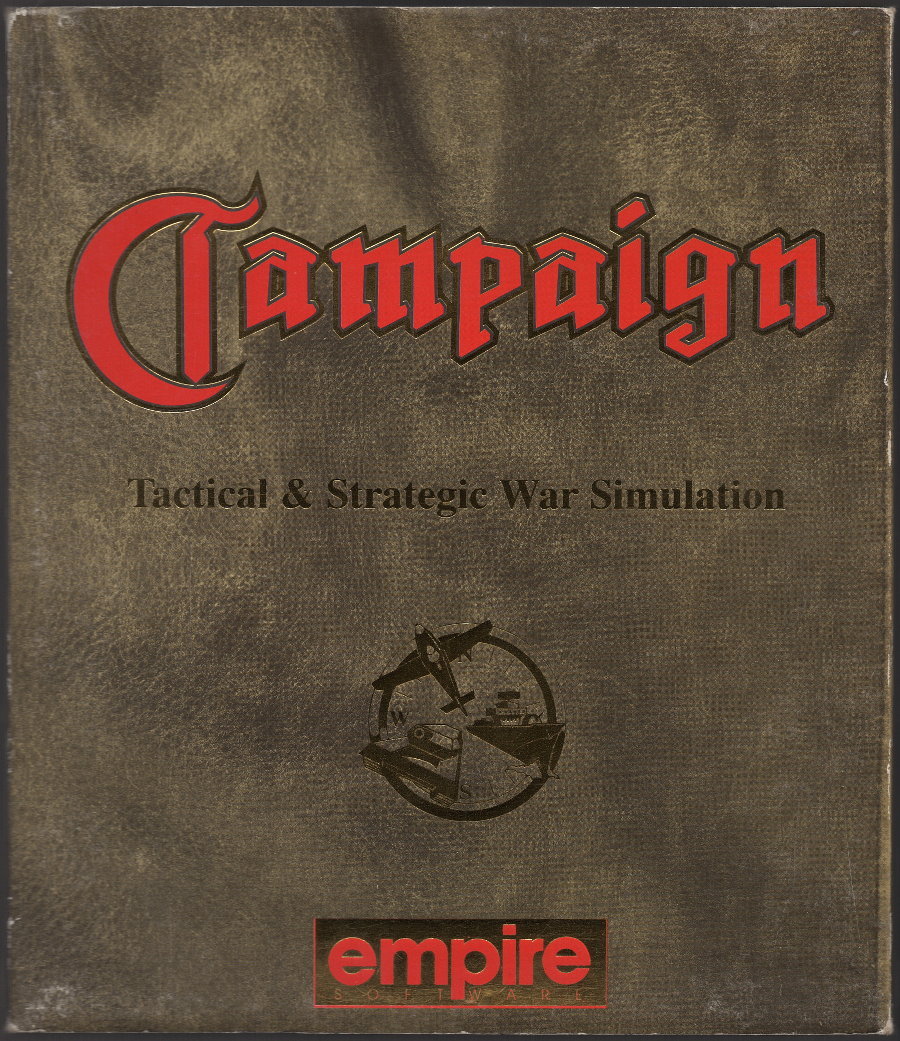 Campaign
Tactical & Strategic War Simulation
N
W
S
empire
SOFTWARE